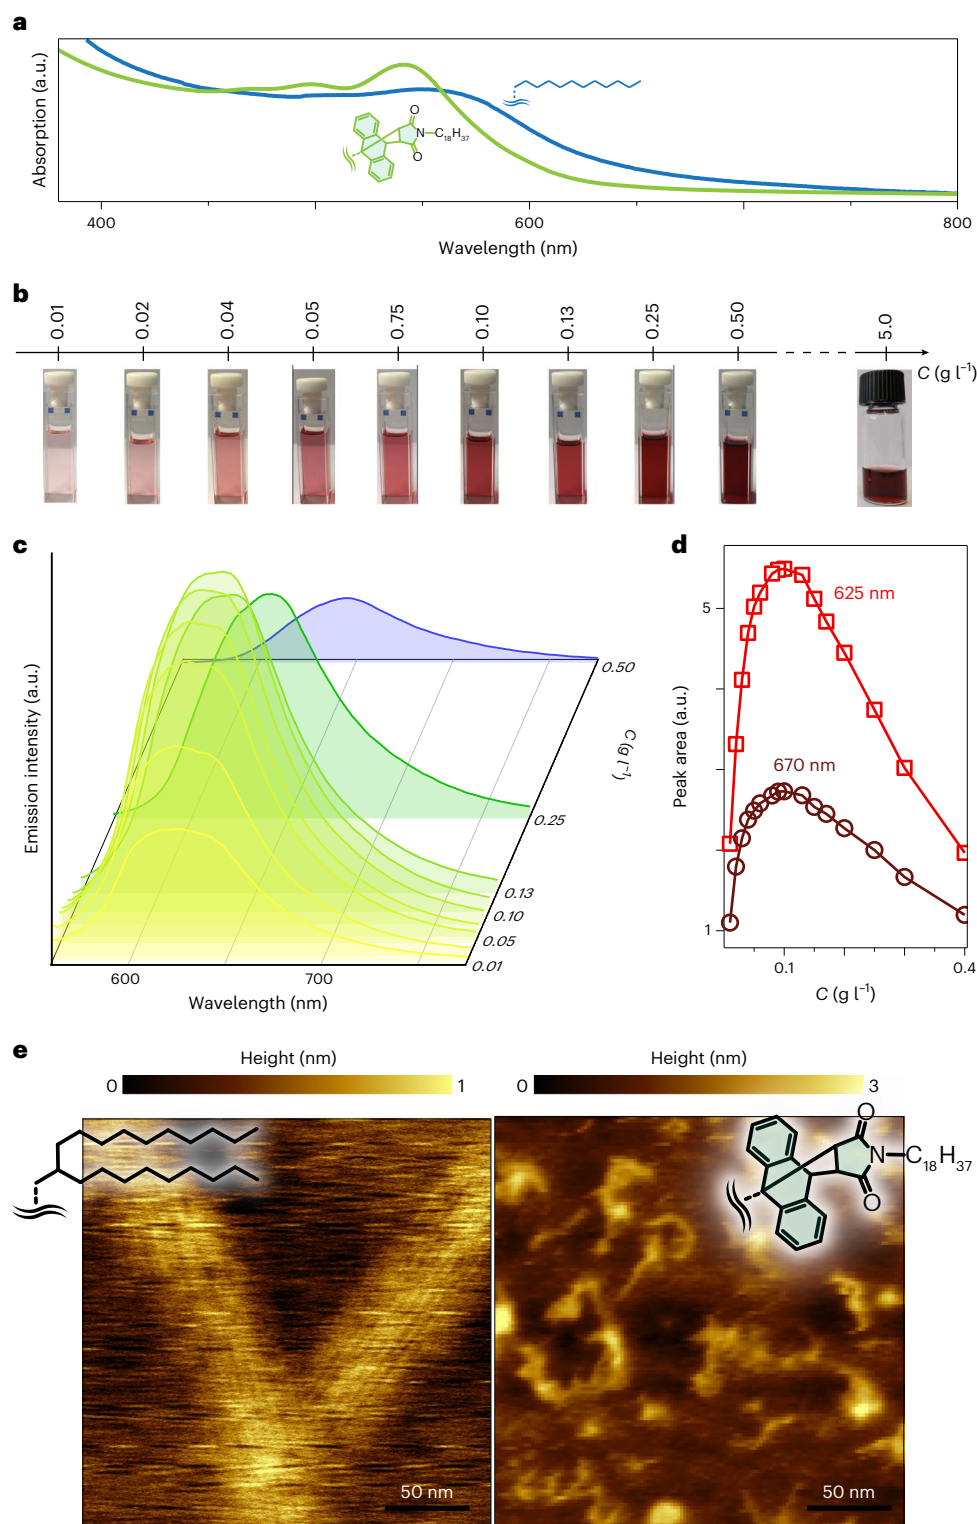 a
Absorption (a.u.)
O
N
C18H37
O
400
600
800
Wavelength (nm)
b
0.01
0.02
0.04
0.05
0.75
0.10
0.13
0.25
0.50
5.0
C (g l⁻¹)
c
Emission intensity (a.u.)
0.50
C (g l⁻¹)
0.25
0.13
0.10
0.05
0.01
600
700
Wavelength (nm)
d
Peak area (a.u.)
5
625 nm
670 nm
1
0.1
0.4
C (g l⁻¹)
e
Height (nm)
0
1
Height (nm)
0
3
O
N
C18H37
O
50 nm
50 nm